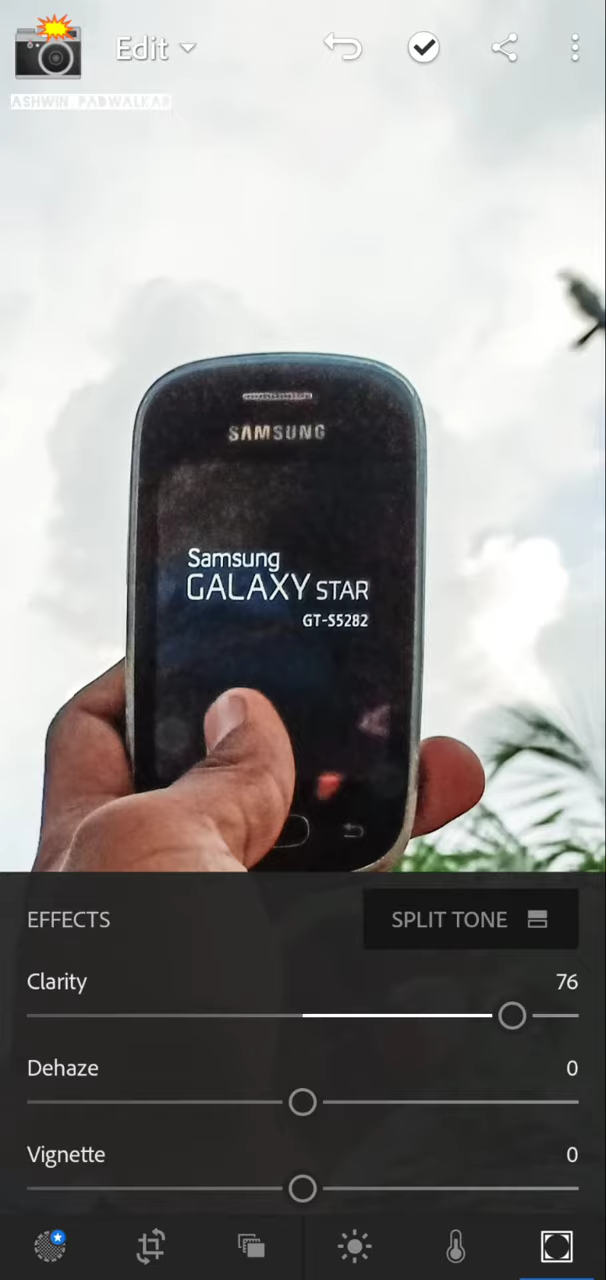 Edit
ASHWIN PADWALKAR
SAMSUNG
Samsung
GALAXY STAR
GT-S5282
EFFECTS
SPLIT TONE
Clarity
76
Dehaze
0
Vignette
0